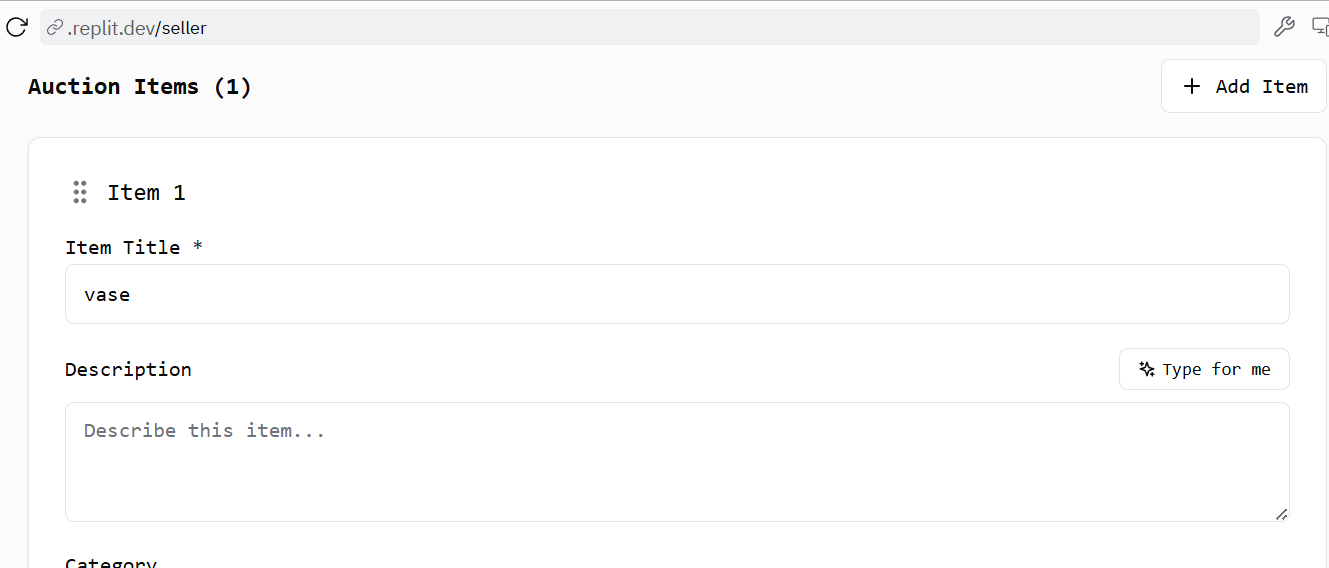 .replit.dev/seller
Auction Items (1)
+ Add Item
Item 1
Item Title *
vase
Description
Type for me
Describe this item...
Category